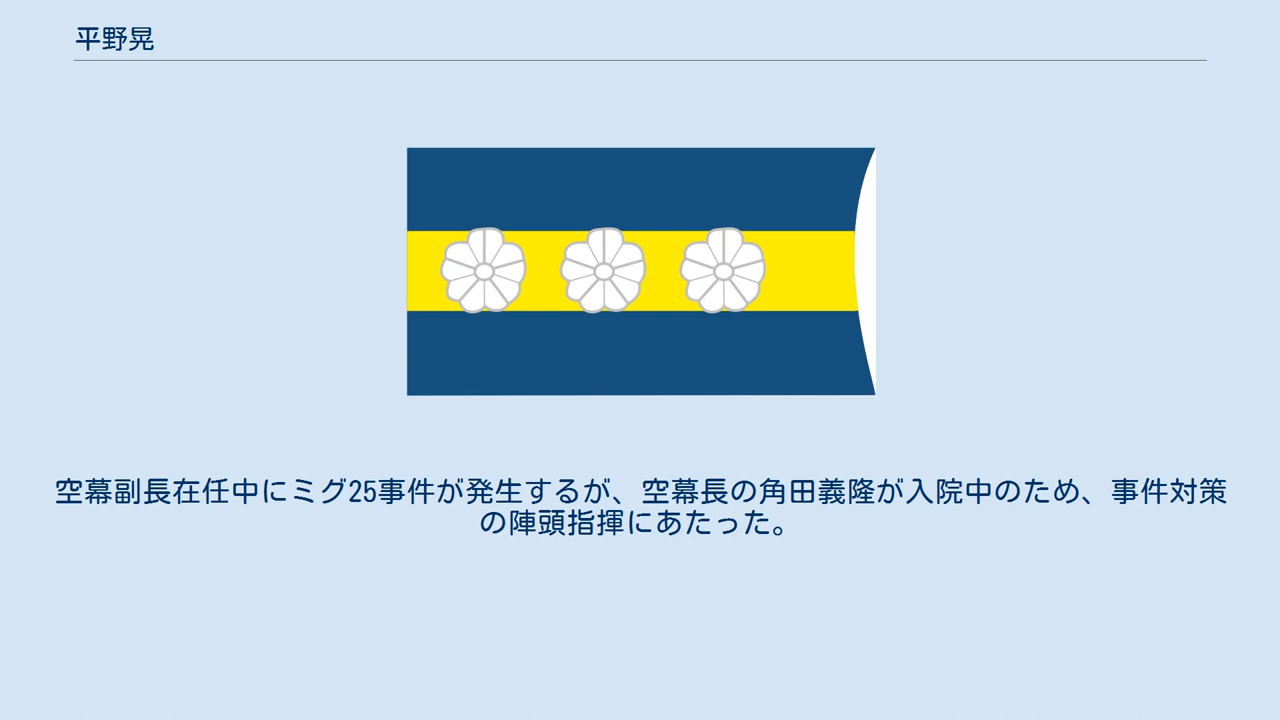 平野晃
空幕副長在任中にミグ25事件が発生するが、空幕長の角田義隆が入院中のため、事件対策
の陣頭指揮にあたった。